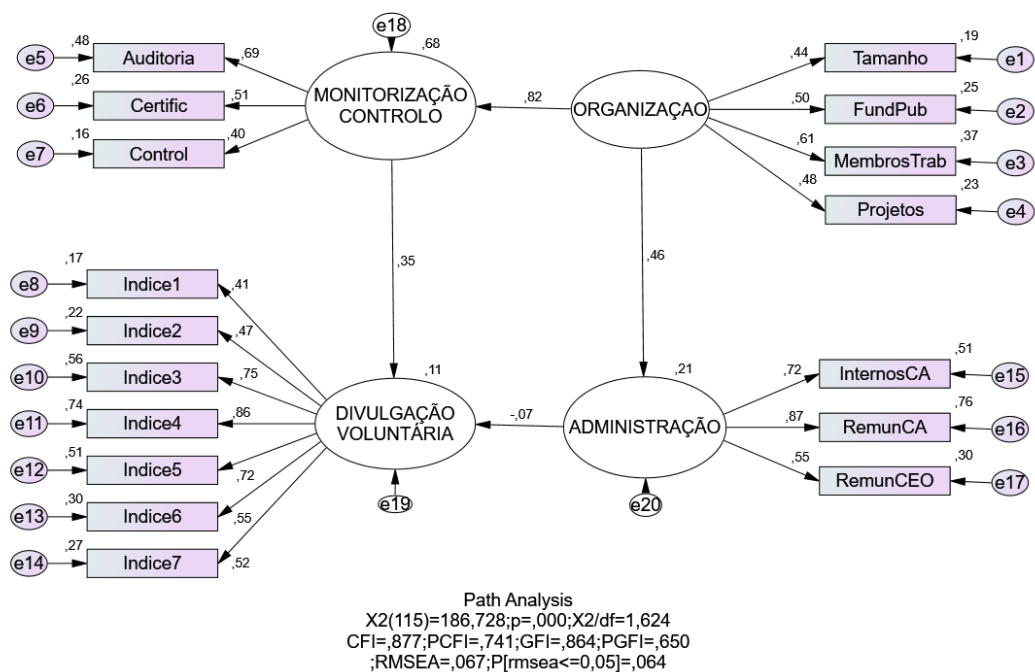 e18
,48
,68
,19
e5
Auditoria
,69
,44
Tamanho
e1
,26
MONITORIZAÇÃO
CONTROLO
,25
e6
Certific
,51
,82
ORGANIZAÇAO
,50
FundPub
e2
,16
,40
,61
,37
e7
Control
MembrosTrab
e3
,48
,23
Projetos
e4
,35
,46
,17
e8
Indice1
,41
,22
e9
Indice2
,47
,56
e10
Indice3
,75
,11
,21
,72
InternosCA
,51
e15
,74
e11
Indice4
,86
DIVULGAÇÃO
VOLUNTÁRIA
-,07
ADMINISTRAÇÃO
,87
RemunCA
,76
e16
,51
e12
Indice5
,72
,55
RemunCEO
,30
e17
,30
e13
Indice6
,55
e19
e20
,27
e14
Indice7
,52
Path Analysis
X2(115)=186,728;p=,000;X2/df=1,624
CFI=,877;PCFI=,741;GFI=,864;PGFI=,650
;RMSEA=,067;P[rmsea<=0,05]=,064